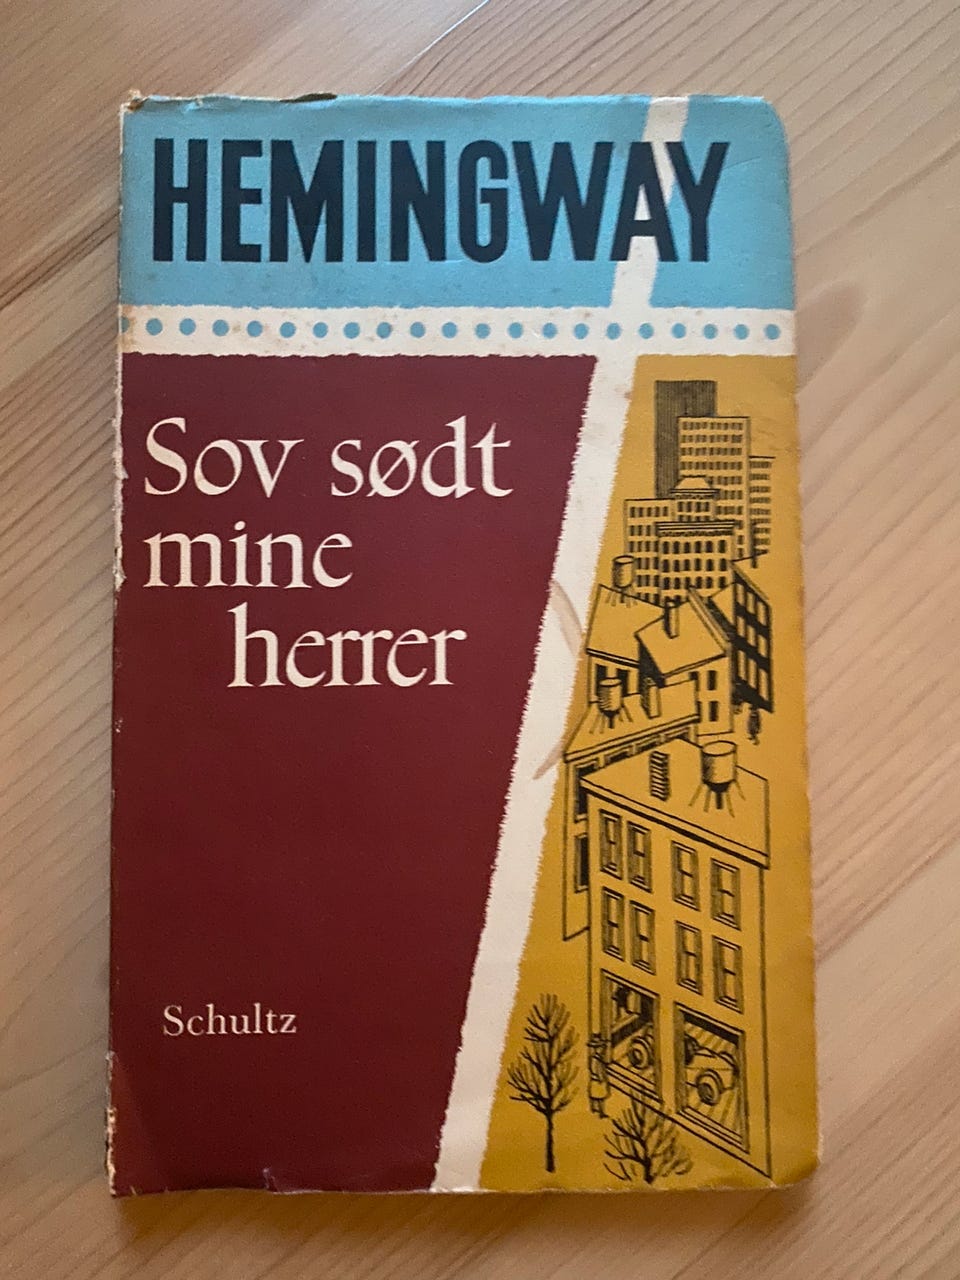 HEMINGWAY
Sov sødt
mine
herrer
Schultz